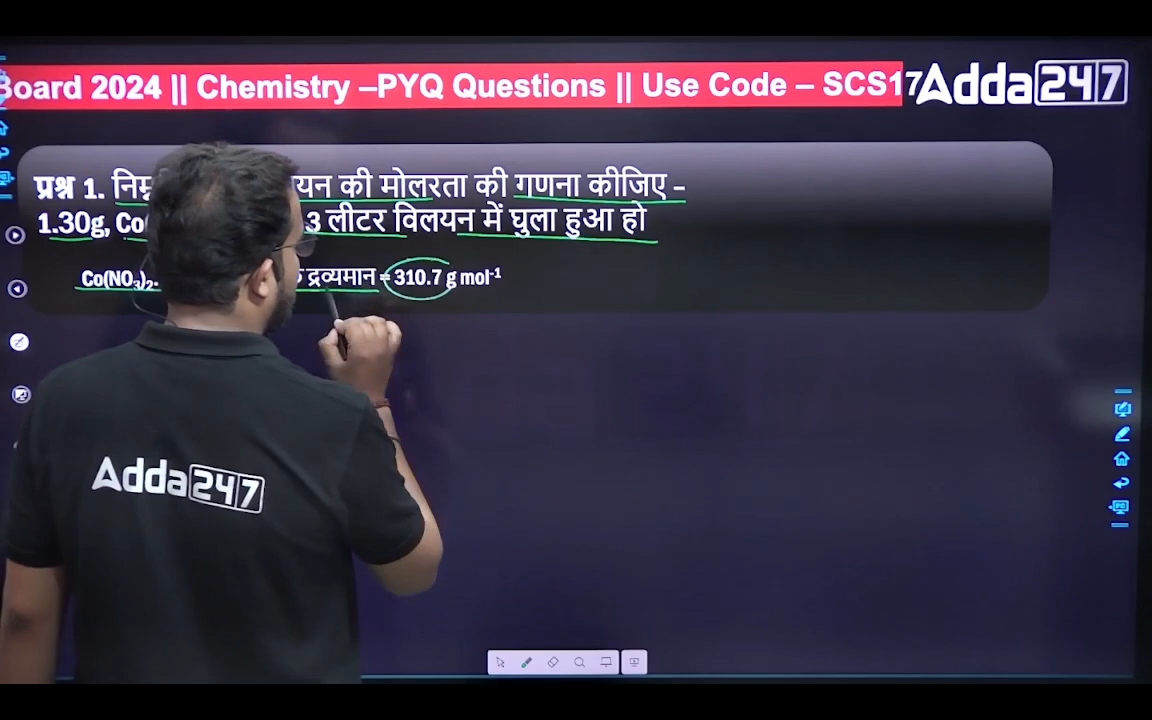 Board 2024 || Chemistry –PYQ Questions || Use Code – SCS17
Adda247
प्रश्न 1. यन की मोलरता की गणना कीजिए –
1.30g, Co( 3 लीटर विलयन में घुला हुआ हो
Co(NO3)2. द्रव्यमान = 310.7 g mol-1
Adda247